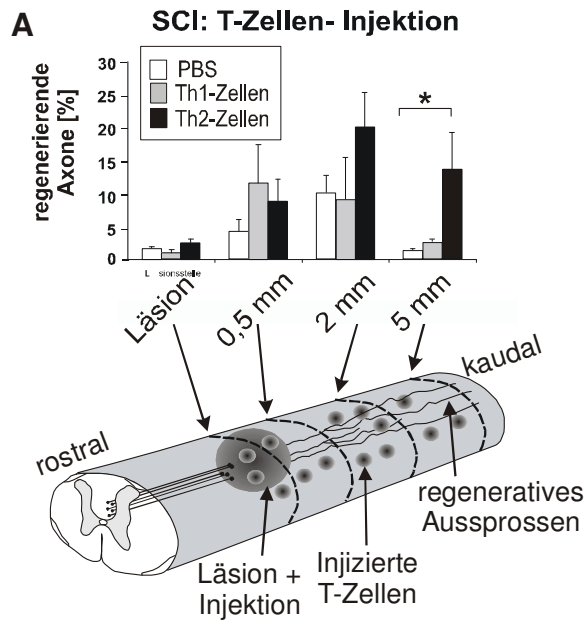 A
SCI: T-Zellen- Injektion
regenerierende
Axone [%]
30
25
20
15
10
5
0
PBS
Th1-Zellen
Th2-Zellen
*
L sionsstelle
Läsion
0,5 mm
2 mm
5 mm
rostral
kaudal
Läsion +
Injektion
Injizierte
T-Zellen
regeneratives
Aussprossen